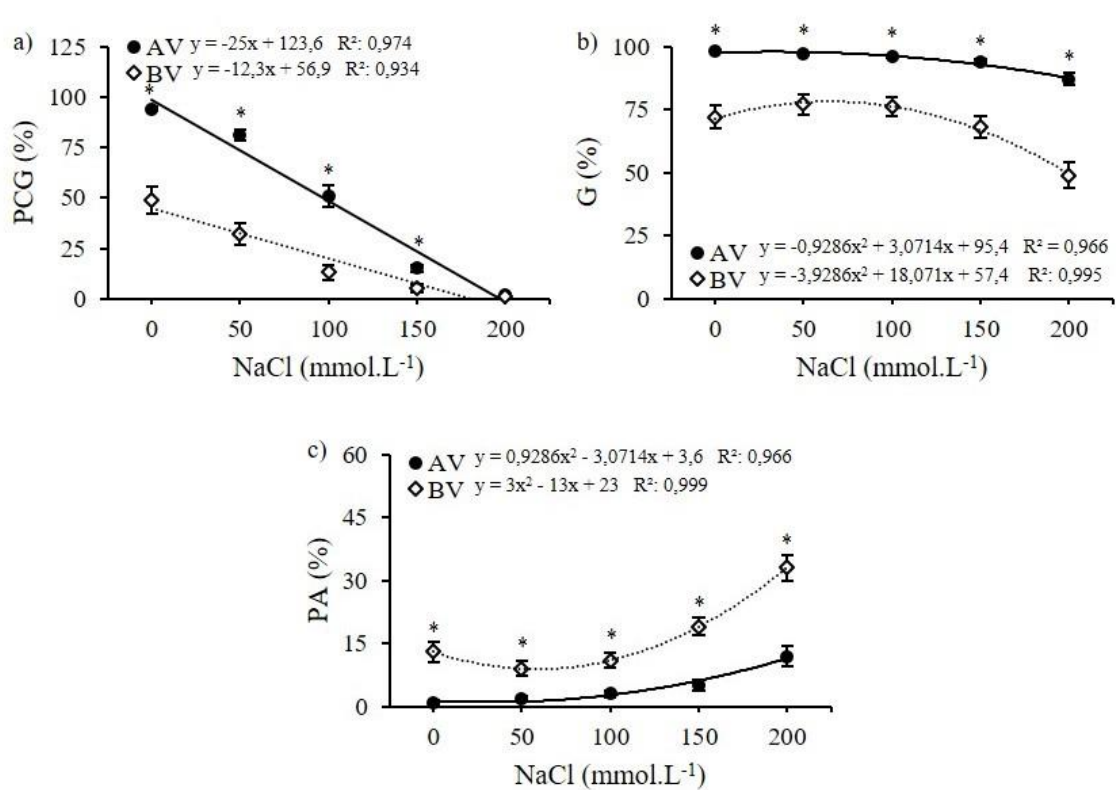 a)
125
AV y = -25x + 123,6 R²: 0,974
BV y = -12,3x + 56,9 R²: 0,934
* * * *
100
75
50
25
0
PCG (%)
0 50 100 150 200
NaCl (mmol.L⁻¹)
b)
* * * * *
100
75
50
25
0
G (%)
AV y = -0,9286x² + 3,0714x + 95,4 R² = 0,966
BV y = -3,9286x² + 18,071x + 57,4 R²: 0,995
0 50 100 150 200
NaCl (mmol.L⁻¹)
c)
60
AV y = 0,9286x² - 3,0714x + 3,6 R²: 0,966
BV y = 3x² - 13x + 23 R²: 0,999
45
30
15
0
PA (%)
* * * * *
0 50 100 150 200
NaCl (mmol.L⁻¹)